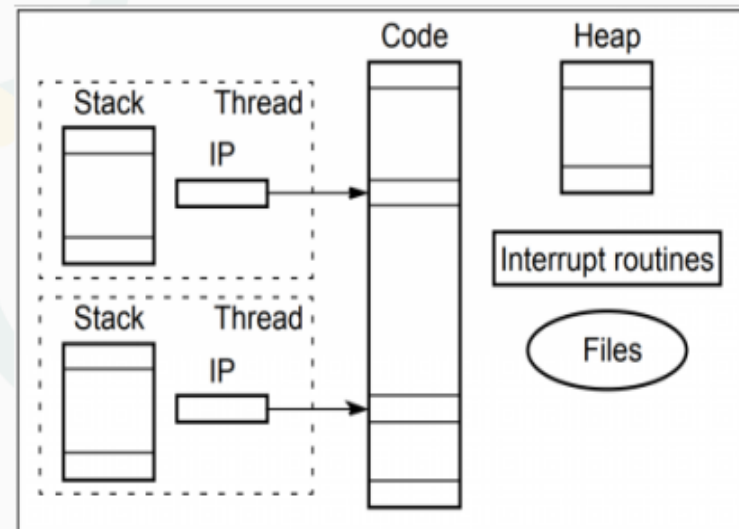 Code Heap
Stack Thread
IP
Interrupt routines
Stack Thread
Files
IP